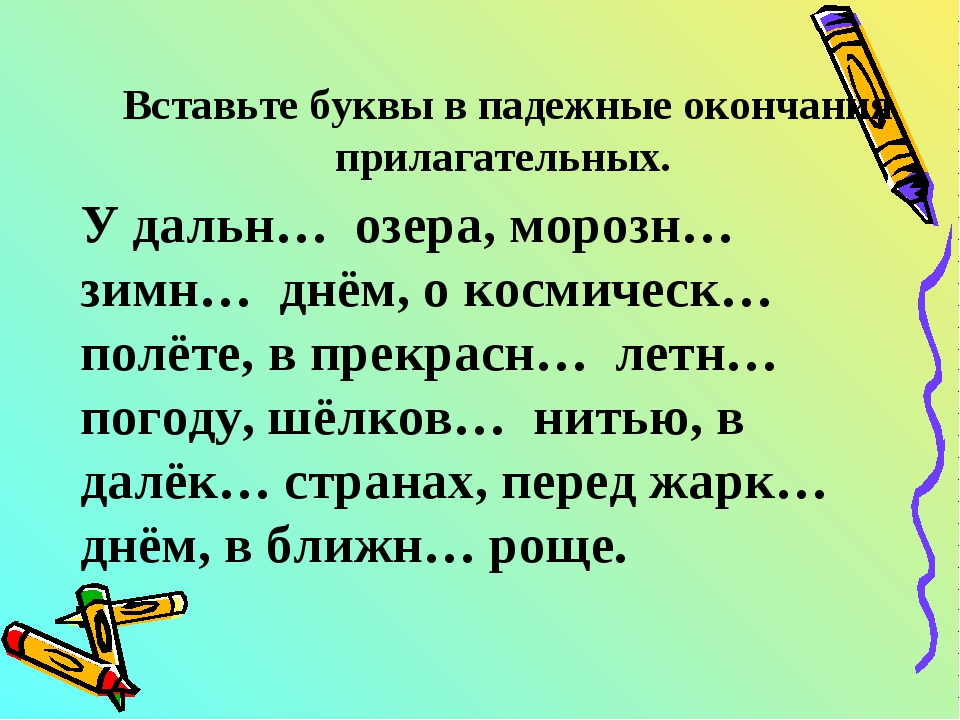 Вставьте буквы в падежные окончания
прилагательных.
У дальн… озера, морозн…
зимн… днём, о космическ…
полёте, в прекрасн… летн…
погоду, шёлков… нитью, в
далёк… странах, перед жарк…
днём, в ближн… роще.